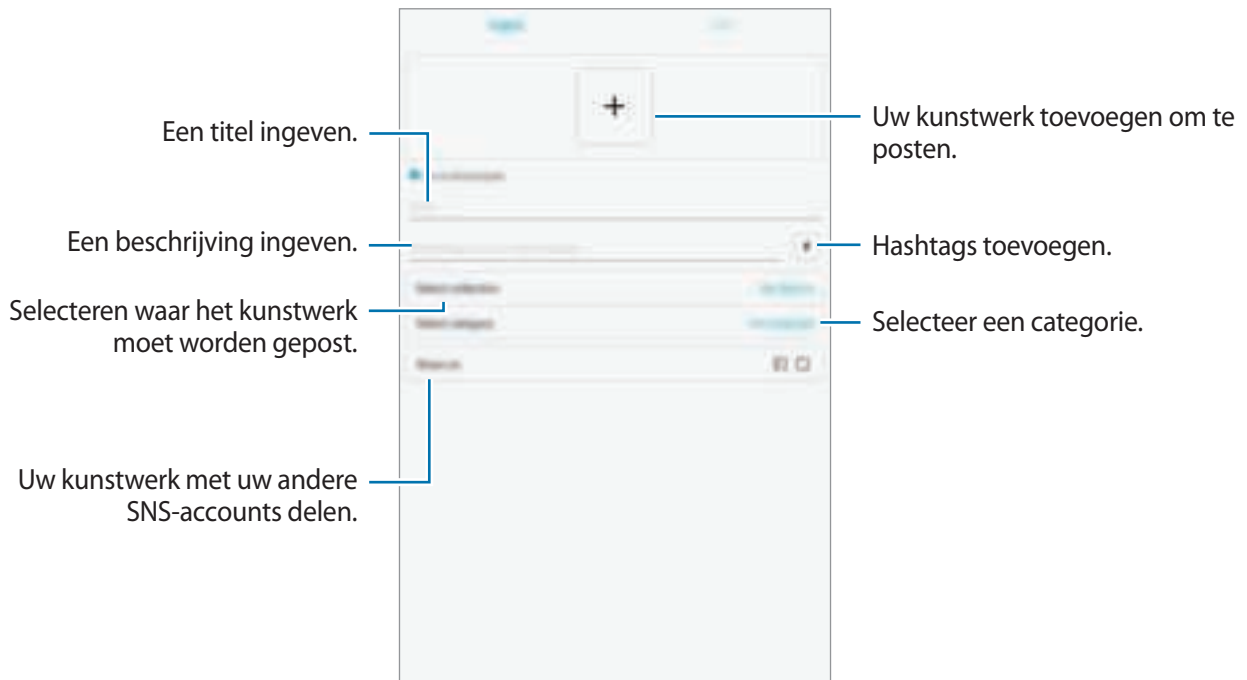 Een titel ingeven.
Uw kunstwerk toevoegen om te
posten.
Een beschrijving ingeven.
Hashtags toevoegen.
Selecteren waar het kunstwerk
moet worden gepost.
Selecteer een categorie.
Uw kunstwerk met uw andere
SNS-accounts delen.